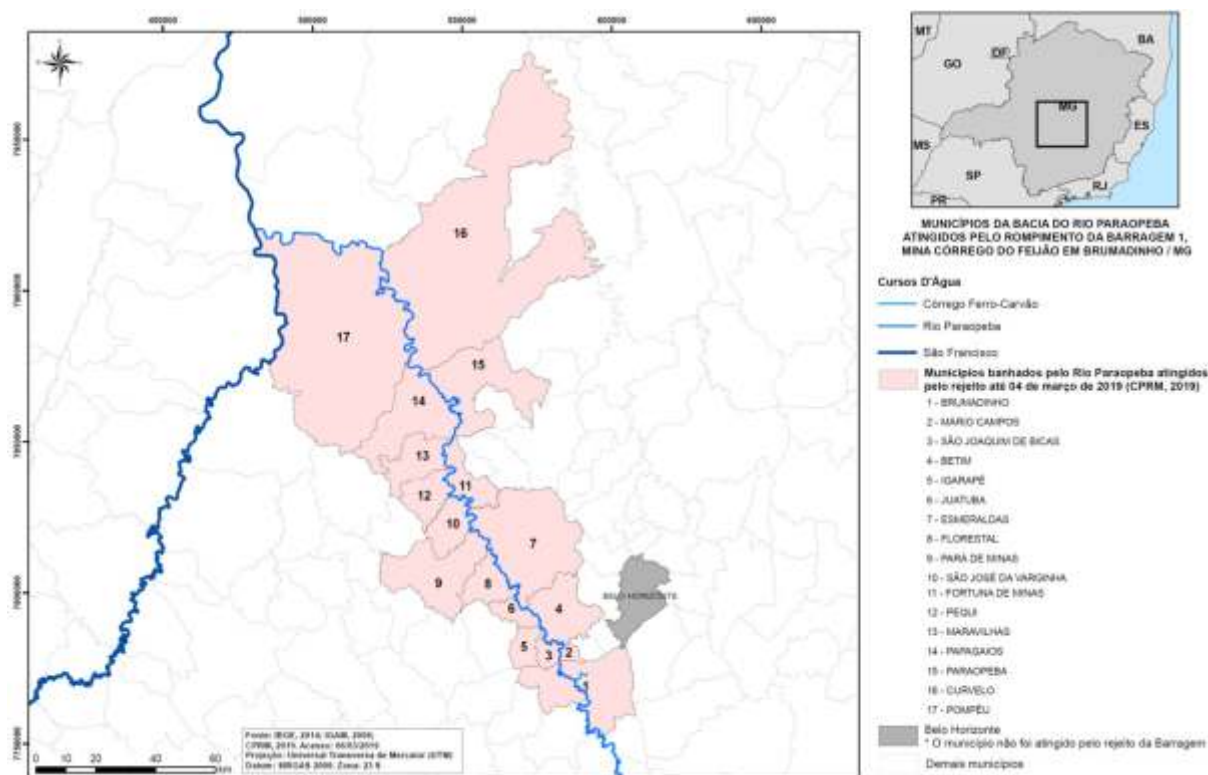 MT
GO
DF
BA
MG
ES
MS
SP
RJ
PR
MUNICÍPIOS DA BACIA DO RIO PARAOPEBA
ATINGIDOS PELO ROMPIMENTO DA BARRAGEM 1,
MINA CÓRREGO DO FEIJÃO EM BRUMADINHO / MG
Cursos D'Água
Córrego Ferro-Carvão
Rio Paraopeba
São Francisco
Municípios banhados pelo Rio Paraopeba atingidos
pelo rejeito até 04 de março de 2019 (CPRM, 2019)
1 - BRUMADINHO
2 - MÁRIO CAMPOS
3 - SÃO JOAQUIM DE BICAS
4 - BETIM
5 - IGARAPÉ
6 - JUATUBA
7 - ESMERALDAS
8 - FLORESTAL
9 - PARÁ DE MINAS
10 - SÃO JOSÉ DA VARGINHA
11 - FORTUNA DE MINAS
12 - PEQUI
13 - MARAVILHAS
14 - PAPAGAIOS
15 - PARAOPEBA
16 - CURVELO
17 - POMPÉU
Belo Horizonte
* O município não foi atingido pelo rejeito da Barragem
Demais municípios
16
17
15
14
13
12
11
10
7
9
8
6
4
BELO HORIZONTE
5
3
2
1
Projeção: Universal Transversa de Mercator (UTM)
0 10 20 40 60